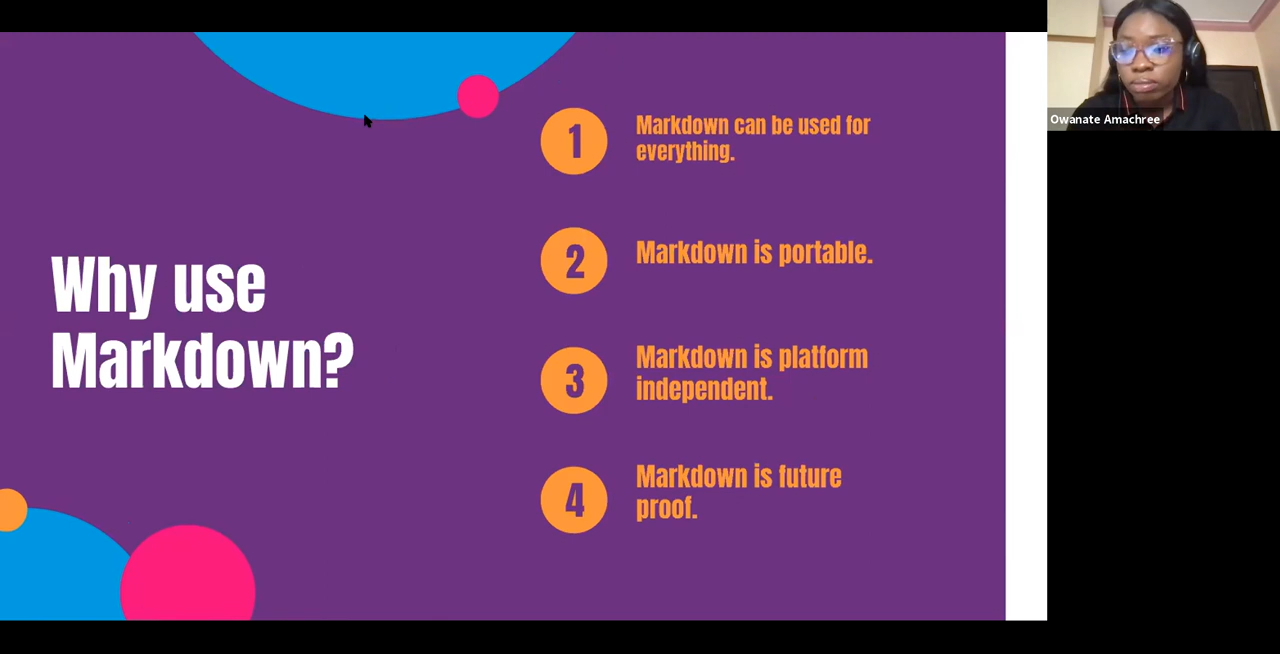 Why use
Markdown?
1
Markdown can be used for
everything.
2
Markdown is portable.
3
Markdown is platform
independent.
4
Markdown is future
proof.
Owanate Amachree